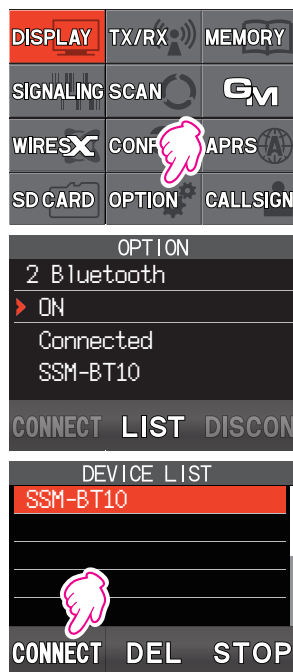 DISPLAY TX/RX MEMORY
SIGNALING SCAN GM
WIRES X APRS
SD CARD OPTION CALLSIGN
OPTION
2 Bluetooth
ON
Connected
SSM-BT10
CONNECT LIST DISCON
DEVICE LIST
SSM-BT10
CONNECT DEL STOP